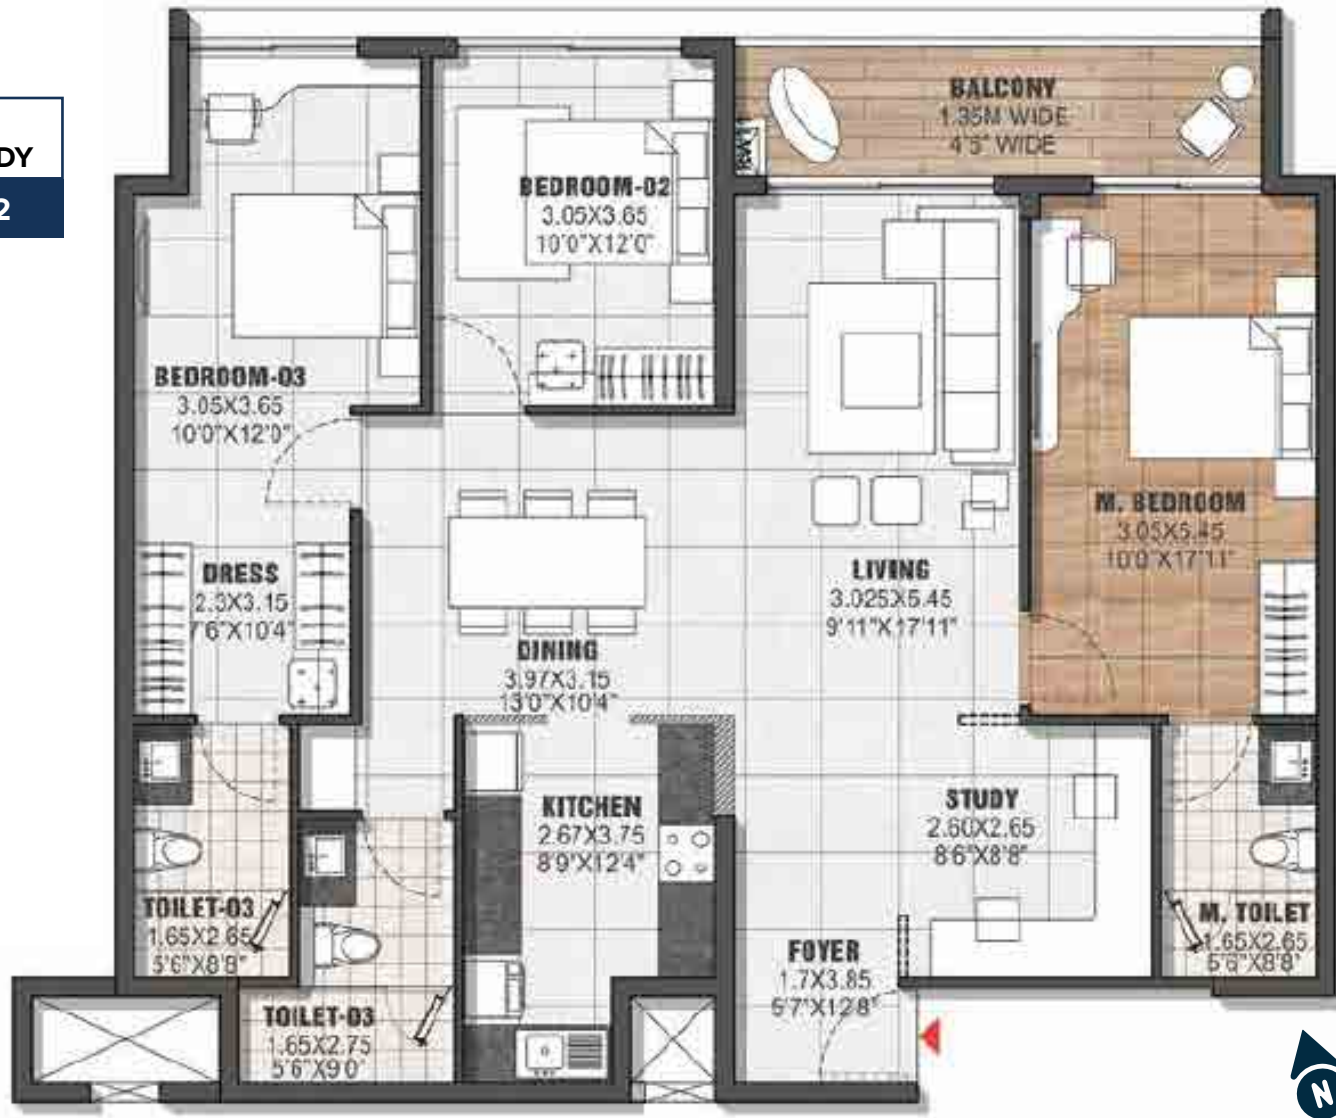 DY
2
BALCONY
1.35M WIDE
4'5" WIDE
BEDROOM-02
3.05X3.65
10'0"X12'0"
BEDROOM-03
3.05X3.65
10'0"X12'0"
M. BEDROOM
3.05X5.45
10'0"X17'11"
DRESS
2.3X3.15
7'6"X10'4"
LIVING
3.025X5.45
9'11"X17'11"
DINING
3.97X3.15
13'0"X10'4"
KITCHEN
2.67X3.75
8'9"X12'4"
STUDY
2.60X2.65
8'6"X8'8"
TOILET-03
1.65X2.65
5'6"X8'8"
M. TOILET
1.65X2.65
5'6"X8'8"
FOYER
1.7X3.85
5'7"X12'8"
TOILET-03
1.65X2.75
5'6"X9'0"
N